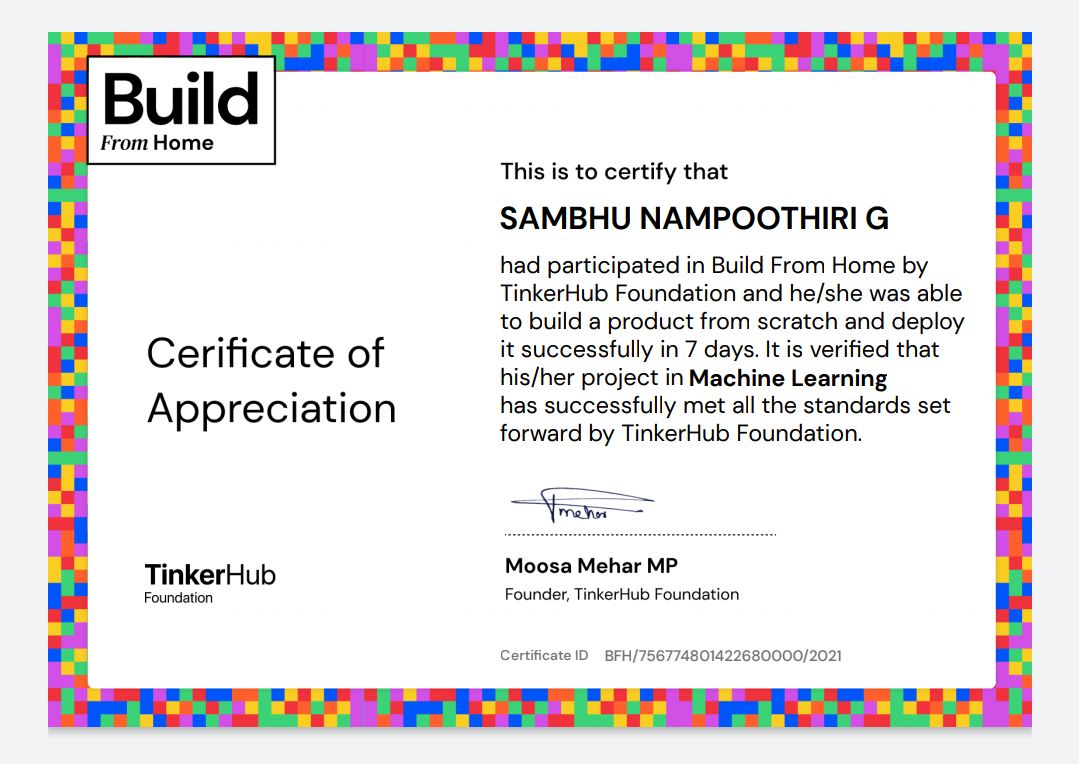 Build
From Home
This is to certify that
SAMBHU NAMPOOTHIRI G
had participated in Build From Home by
TinkerHub Foundation and he/she was able
to build a product from scratch and deploy
it successfully in 7 days. It is verified that
his/her project in Machine Learning
has successfully met all the standards set
forward by TinkerHub Foundation.
Cerificate of
Appreciation
mehar
Moosa Mehar MP
Founder, TinkerHub Foundation
TinkerHub
Foundation
Certificate ID BFH/756774801422680000/2021